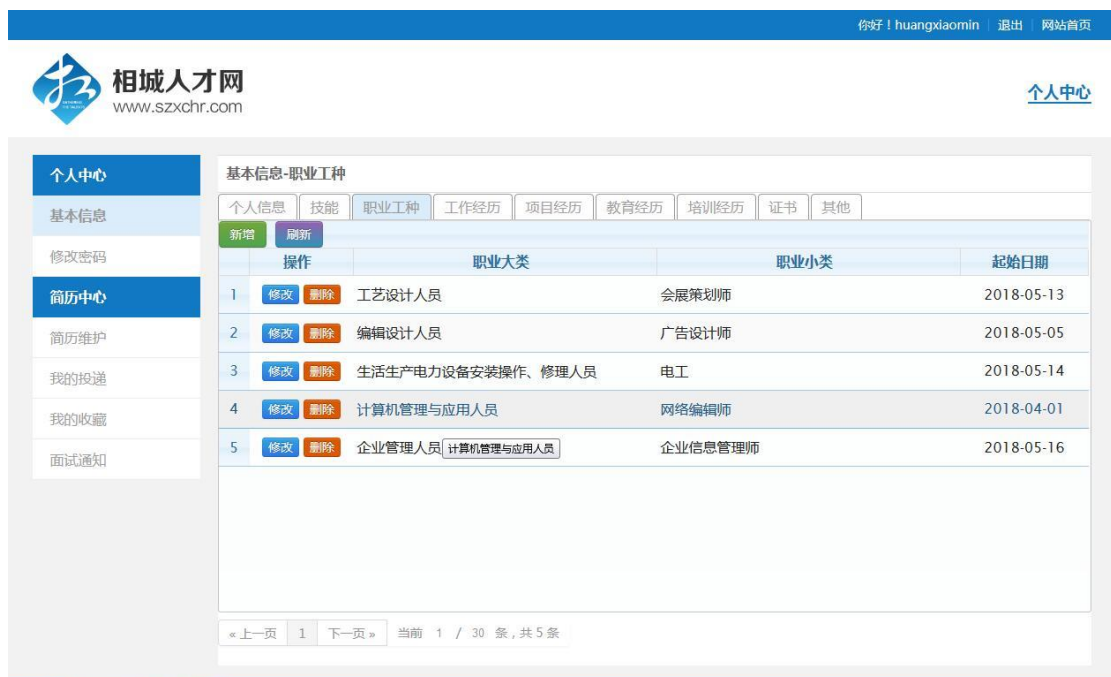 你好！huangxiaomin 退出 网站首页
相城人才网
www.szxchr.com
个人中心
个人中心
基本信息
修改密码
简历中心
简历维护
我的投递
我的收藏
面试通知
基本信息-职业工种
个人信息 技能 职业工种 工作经历 项目经历 教育经历 培训经历 证书 其他
新增 刷新
操作 职业大类 职业小类 起始日期
1 修改 删除 工艺设计人员 会展策划师 2018-05-13
2 修改 删除 编辑设计人员 广告设计师 2018-05-05
3 修改 删除 生活生产电力设备安装操作、修理人员 电工 2018-05-14
4 修改 删除 计算机管理与应用人员 网络编辑师 2018-04-01
5 修改 删除 企业管理人员 计算机管理与应用人员 企业信息管理师 2018-05-16
«上一页 1 下一页» 当前 1 / 30 条，共5条